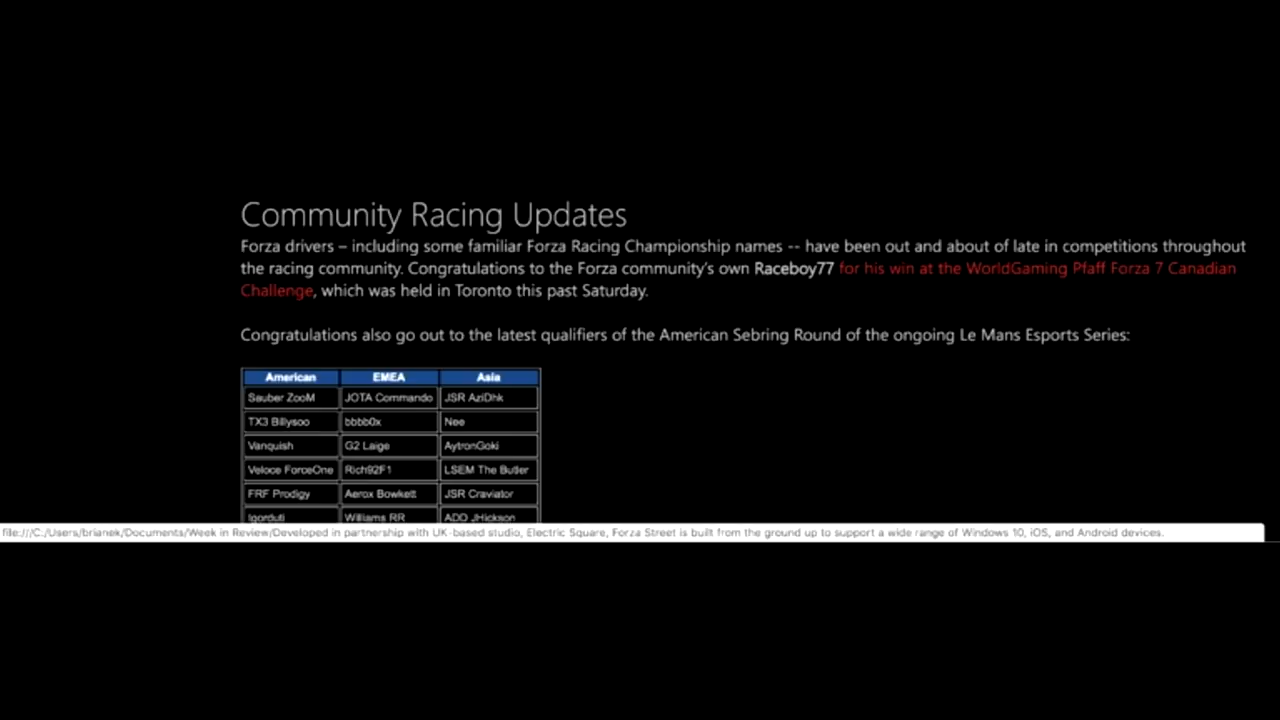 Community Racing Updates
Forza drivers – including some familiar Forza Racing Championship names -- have been out and about of late in competitions throughout
the racing community. Congratulations to the Forza community's own Raceboy77 for his win at the WorldGaming Pfaff Forza 7 Canadian
Challenge, which was held in Toronto this past Saturday.
Congratulations also go out to the latest qualifiers of the American Sebring Round of the ongoing Le Mans Esports Series:
American EMEA Asia
Sauber ZooM JOTA Commando JSR AziDhk
TX3 Billysoo bbbb0x Nee
Vanquish G2 Laige AytronGoki
Veloce ForceOne Rich92F1 LSEM The Butler
FRF Prodigy Aerox Bowkett JSR Craviator
Igorduti Williams RR ADO JHickson
file:///C:/Users/brianek/Documents/Week in Review/Developed in partnership with UK-based studio, Electric Square, Forza Street is built from the ground up to support a wide range of Windows 10, iOS, and Android devices.